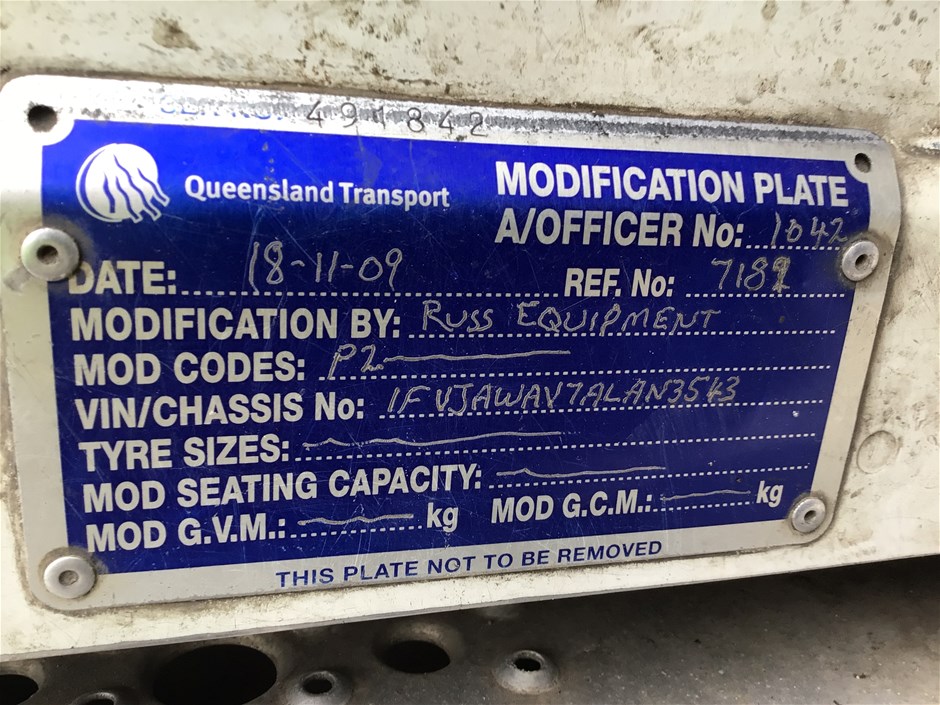 491842
Queensland Transport
MODIFICATION PLATE
A/OFFICER No: 1042
DATE: 18-11-09 REF. No:
MODIFICATION BY: RUSS EQUIPMENT
MOD CODES: P2
VIN/CHASSIS No: 1FVJAWAV7ALAN3543
TYRE SIZES:
MOD SEATING CAPACITY:
MOD G.V.M.: kg MOD G.C.M.: kg
THIS PLATE NOT TO BE REMOVED